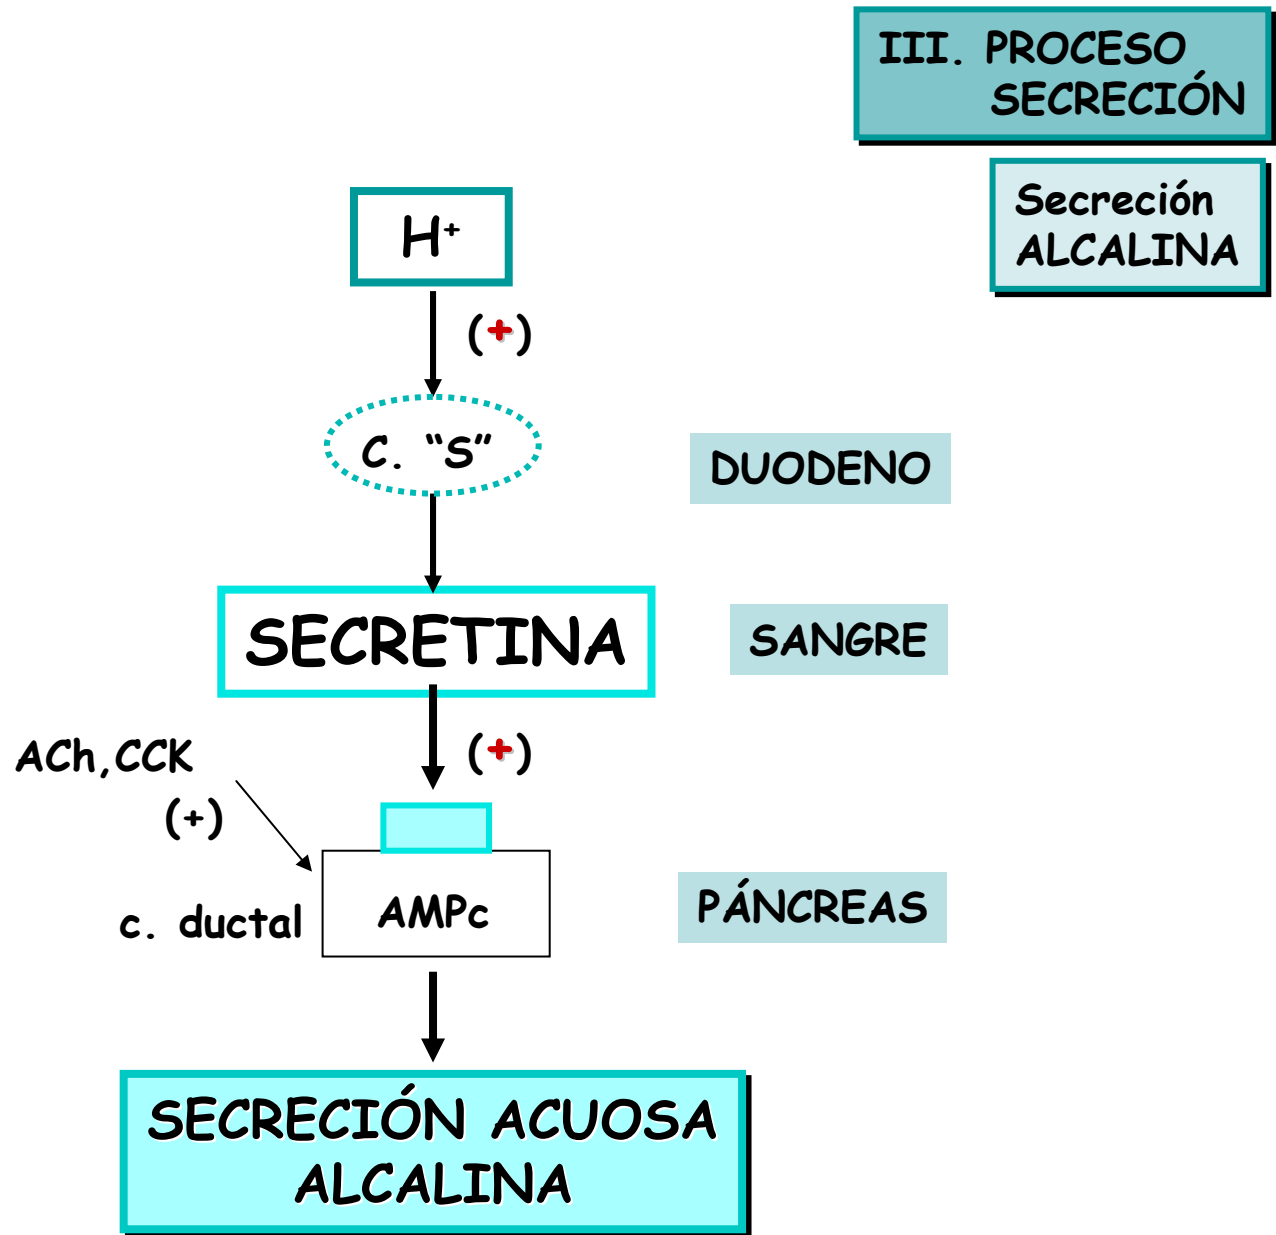 III. PROCESO
SECRECIÓN
Secreción
ALCALINA
H+
(+)
C. “S”
DUODENO
SECRETINA
SANGRE
ACh,CCK
(+)
(+)
c. ductal
AMPc
PÁNCREAS
SECRECIÓN ACUOSA
ALCALINA